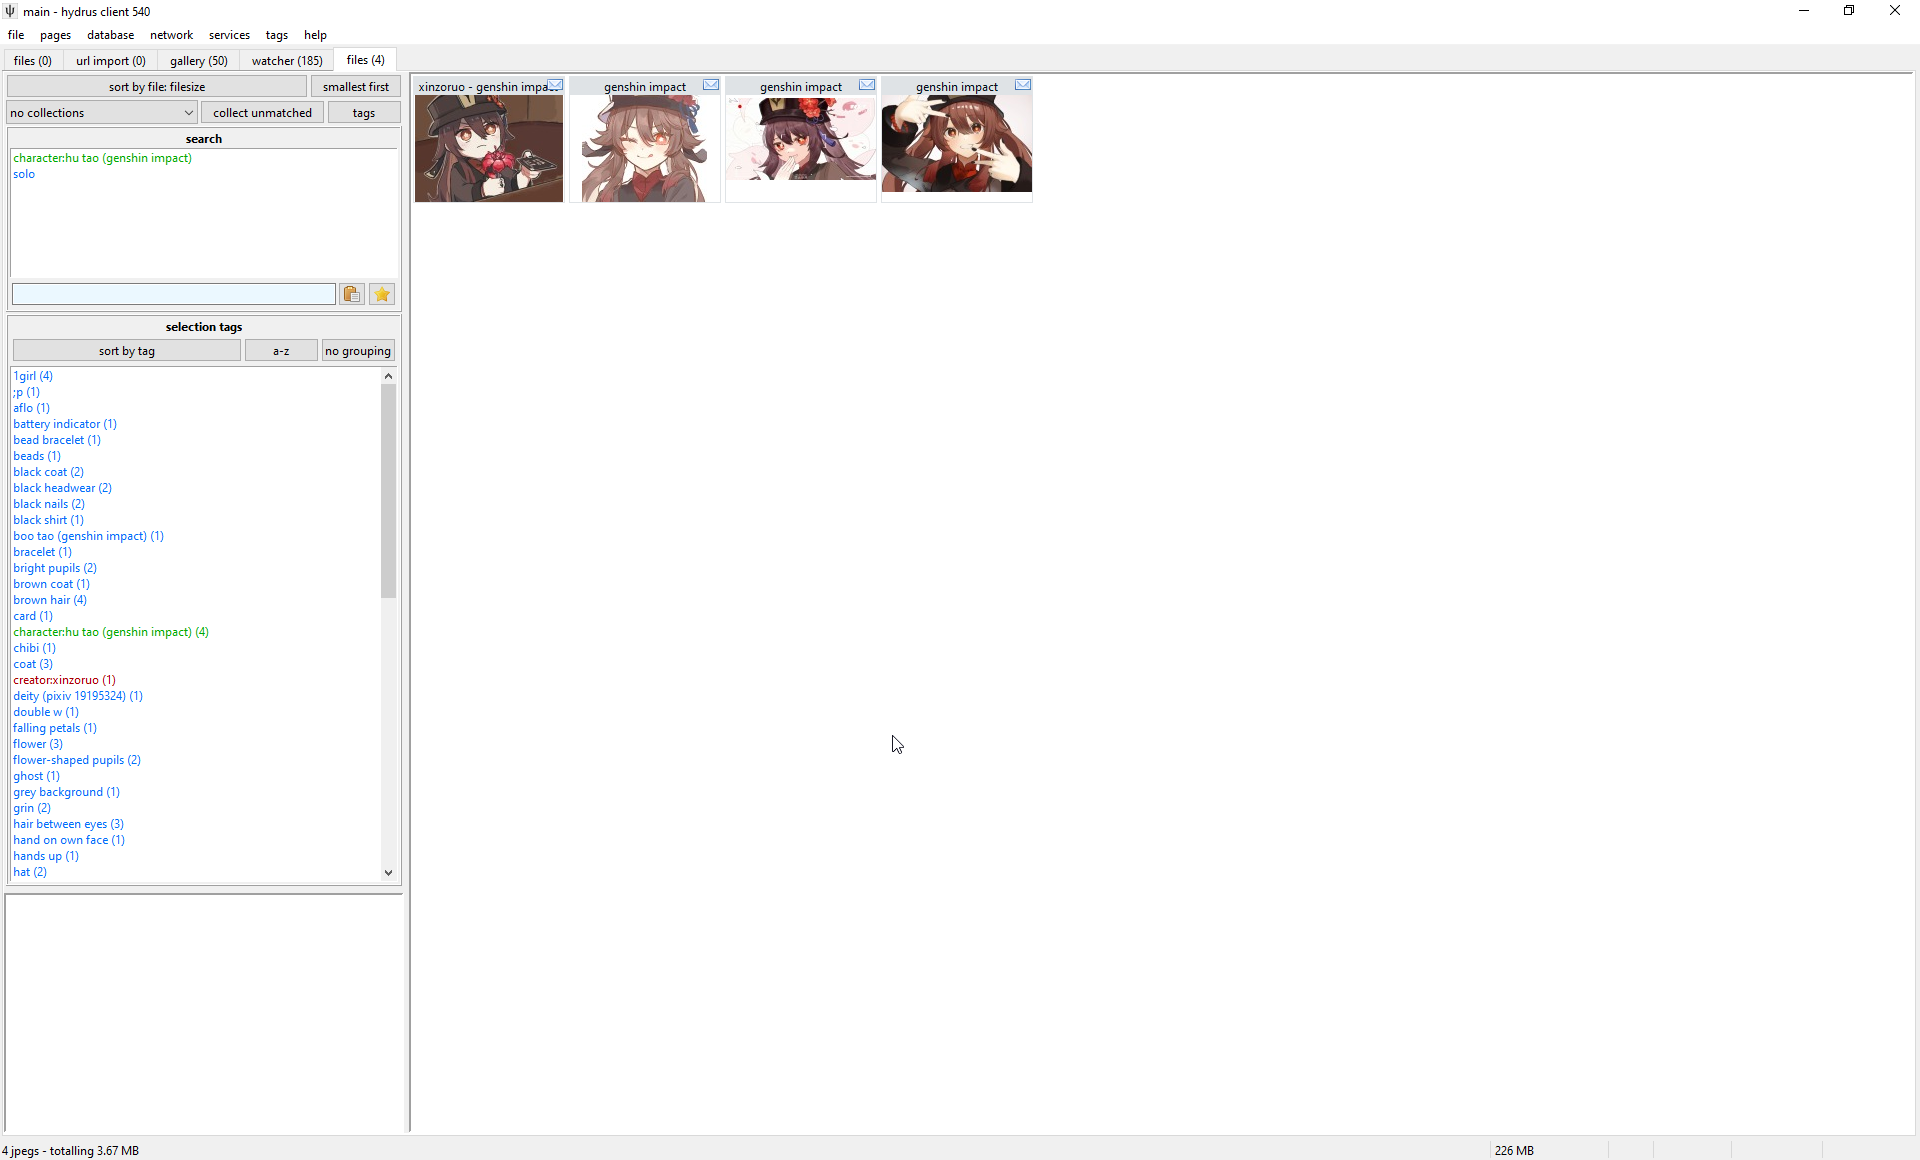 main - hydrus client 540
file pages database network services tags help
files (0) url import (0) gallery (50) watcher (185) files (4)
sort by file: filesize smallest first
no collections collect unmatched tags
search
character:hu tao (genshin impact)
solo
selection tags
sort by tag a-z no grouping
1girl (4)
;p (1)
aflo (1)
battery indicator (1)
bead bracelet (1)
beads (1)
black coat (2)
black headwear (2)
black nails (2)
black shirt (1)
boo tao (genshin impact) (1)
bracelet (1)
bright pupils (2)
brown coat (1)
brown hair (4)
card (1)
character:hu tao (genshin impact) (4)
chibi (1)
coat (3)
creator:xinzoruo (1)
deity (pixiv 19195324) (1)
double w (1)
falling petals (1)
flower (3)
flower-shaped pupils (2)
ghost (1)
grey background (1)
grin (2)
hair between eyes (3)
hand on own face (1)
hands up (1)
hat (2)
xinzoruo - genshin impact
genshin impact
genshin impact
genshin impact
4 jpegs - totalling 3.67 MB
226 MB